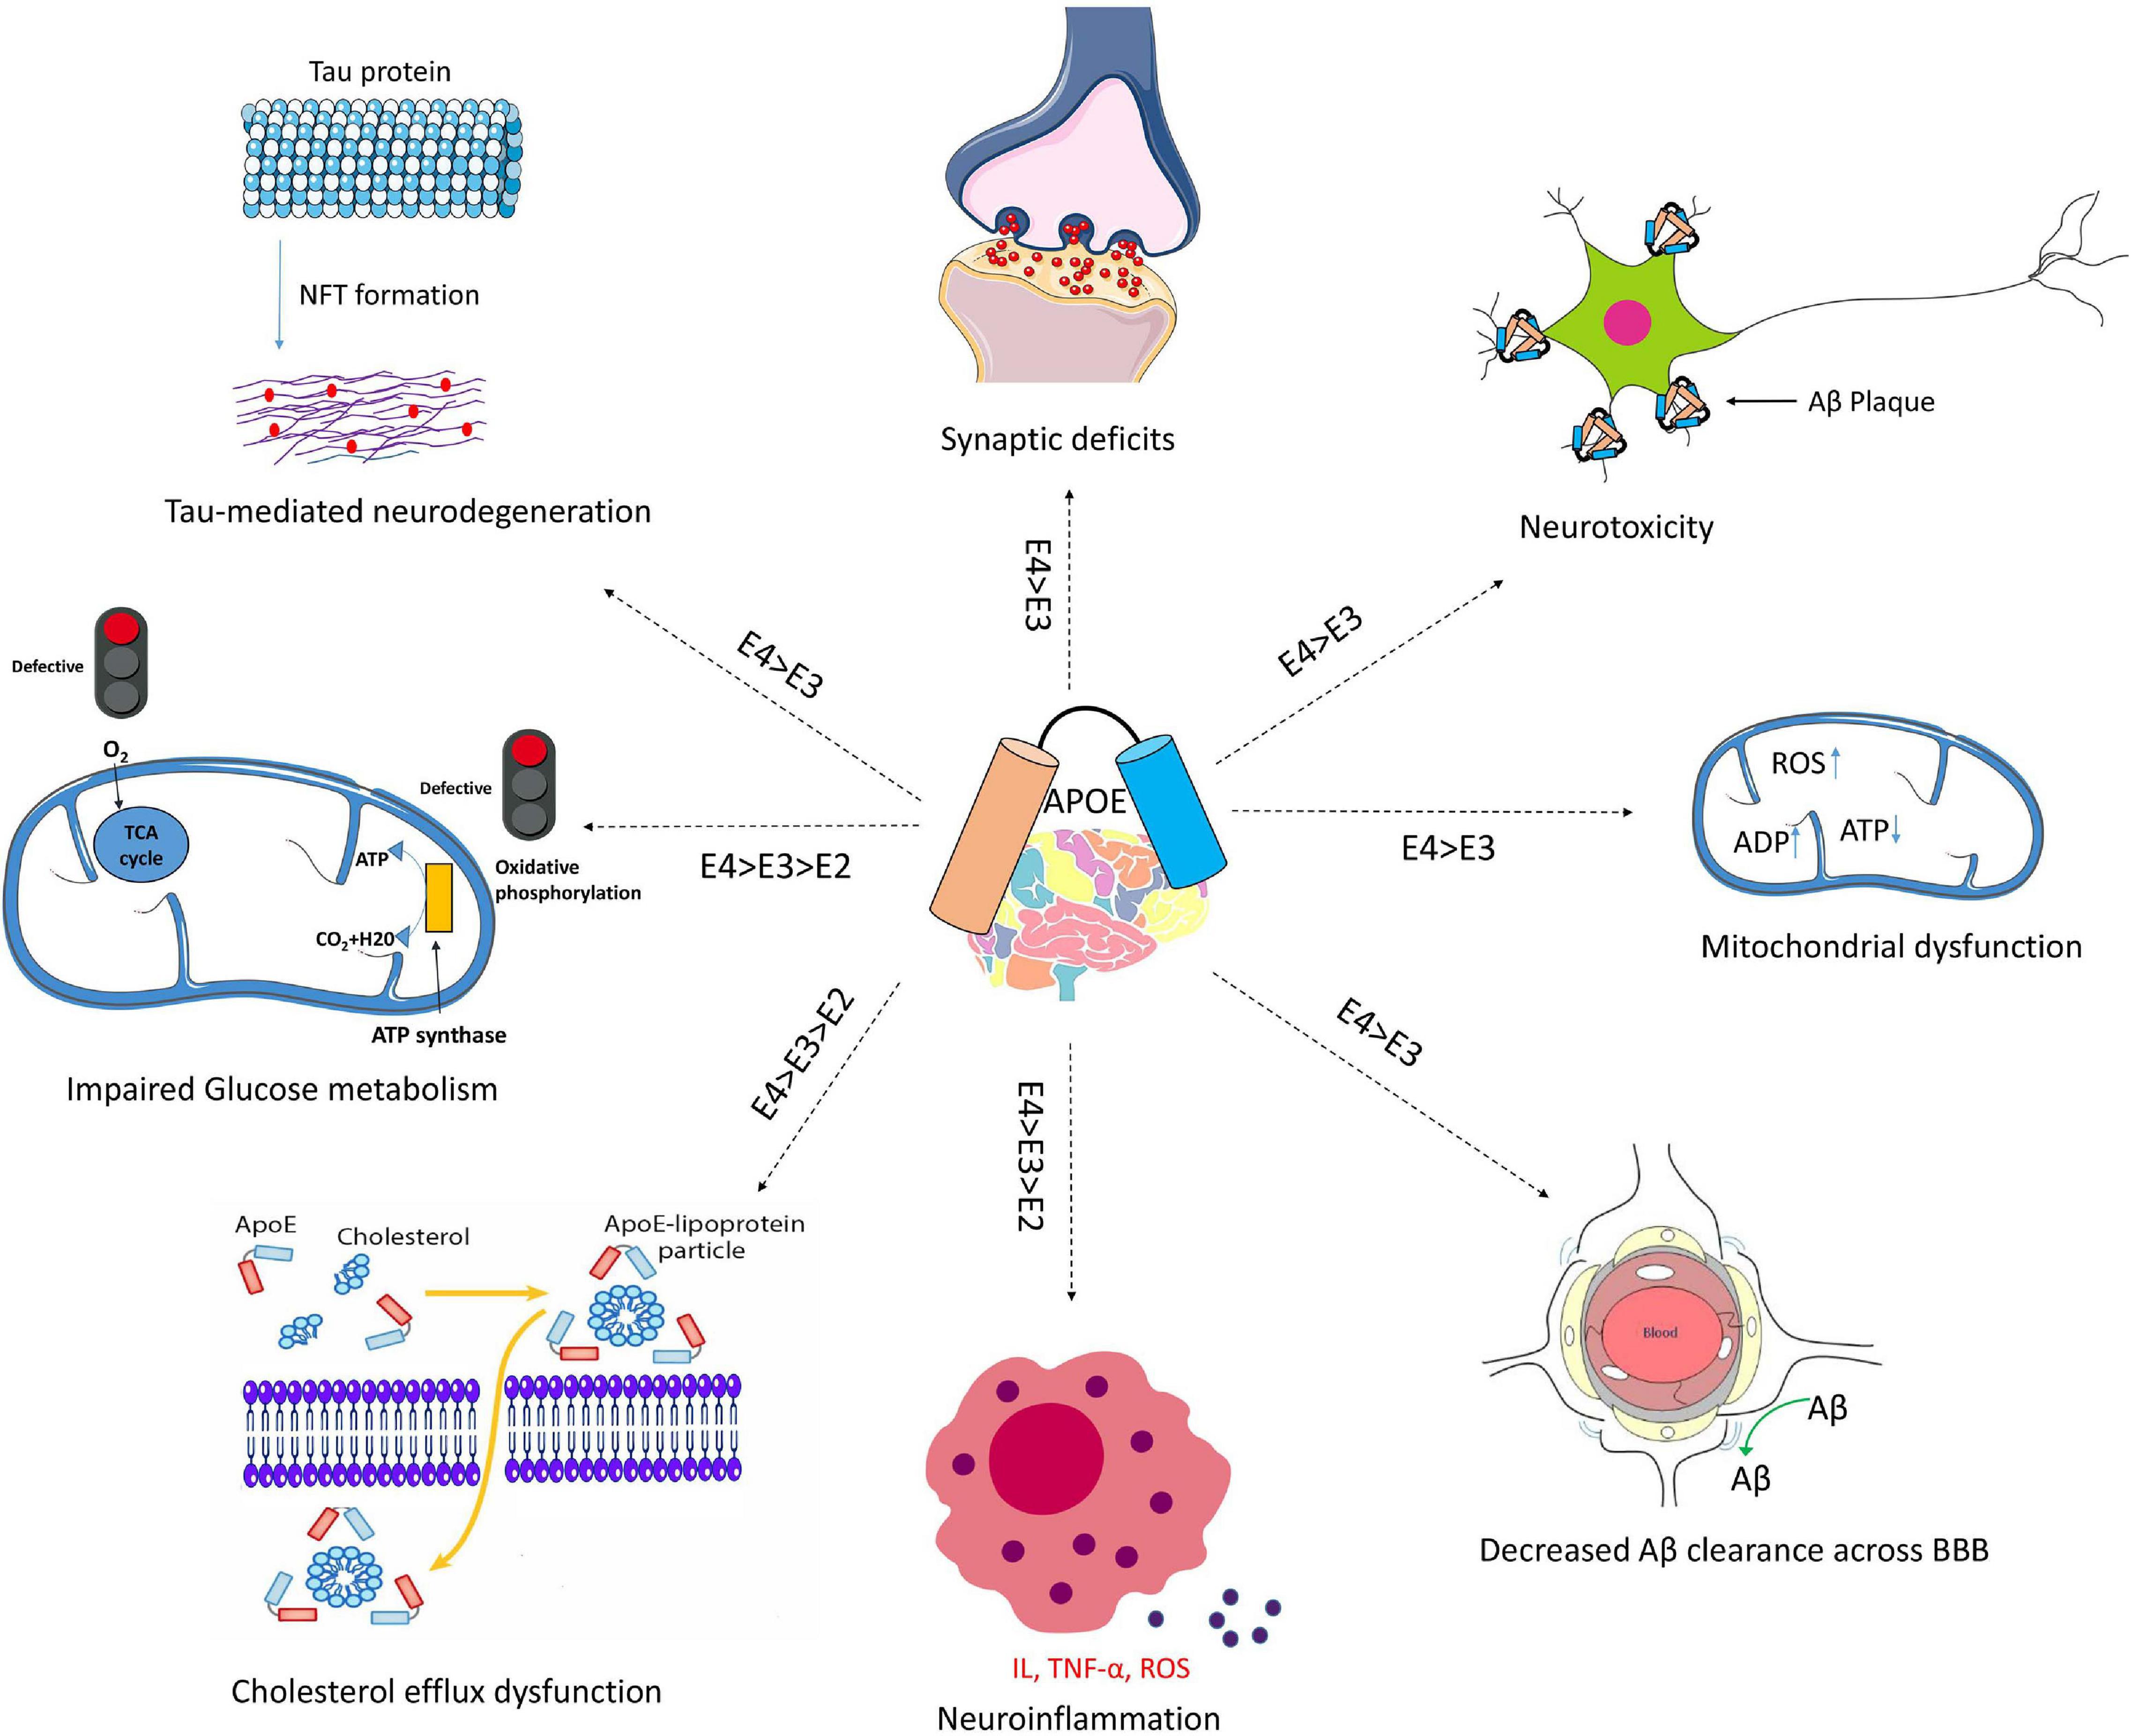 Tau protein
NFT formation
Tau-mediated neurodegeneration
Synaptic deficits
Aβ Plaque
Neurotoxicity
E4>E3
E4>E3
E4>E3
Defective
O2
TCA
cycle
ATP
CO2+H20
Defective
Oxidative
phosphorylation
ATP synthase
Impaired Glucose metabolism
E4>E3>E2
APOE
E4>E3
ROS
ADP
ATP
Mitochondrial dysfunction
E4>E3>E2
E4>E3>E2
E4>E3
ApoE
Cholesterol
ApoE-lipoprotein
particle
Cholesterol efflux dysfunction
IL, TNF-α, ROS
Neuroinflammation
Blood
Aβ
Aβ
Decreased Aβ clearance across BBB